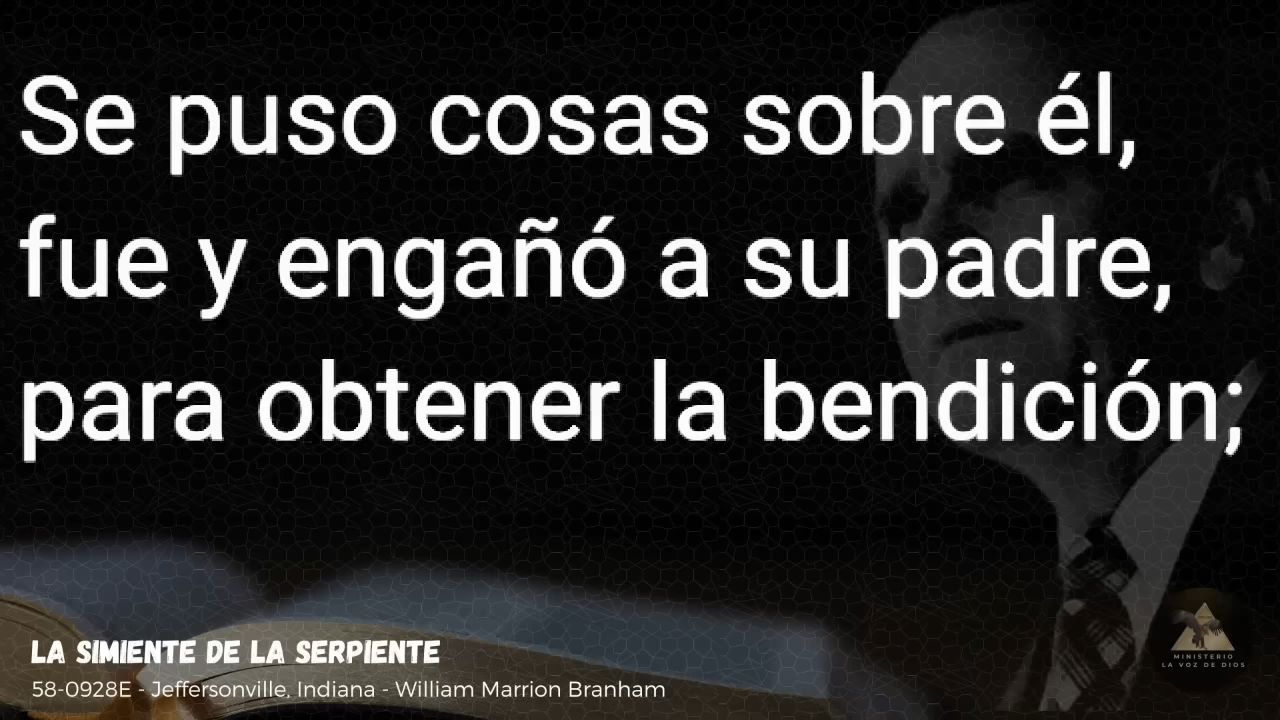 Se puso cosas sobre él,
fue y engañó a su padre,
para obtener la bendición;
LA SIMIENTE DE LA SERPIENTE
58-0928E - Jeffersonville, Indiana - William Marrion Branham
MINISTERIO
LA VOZ DE DIOS